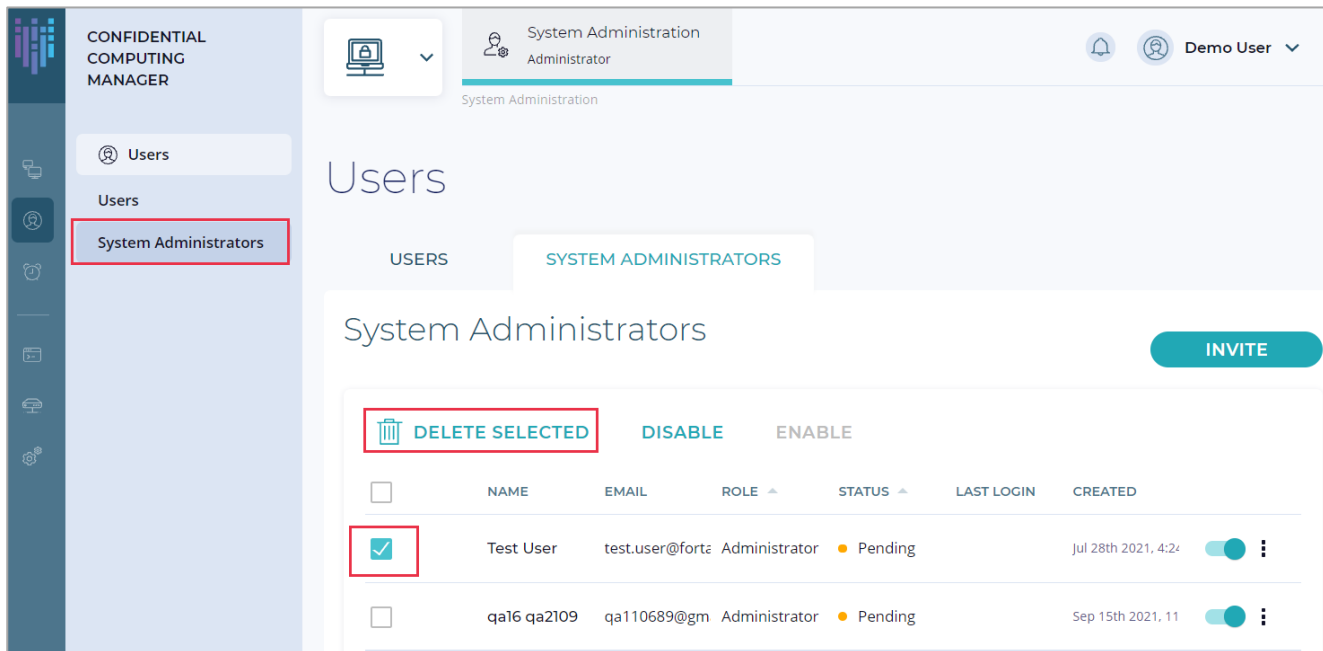 CONFIDENTIAL
COMPUTING
MANAGER
System Administration
Administrator
Demo User
System Administration
Users
Users
System Administrators
Users
USERS SYSTEM ADMINISTRATORS
System Administrators
INVITE
DELETE SELECTED DISABLE ENABLE
NAME EMAIL ROLE STATUS LAST LOGIN CREATED
Test User test.user@forta Administrator Pending Jul 28th 2021, 4:24
qa16 qa2109 qa110689@gm Administrator Pending Sep 15th 2021, 11